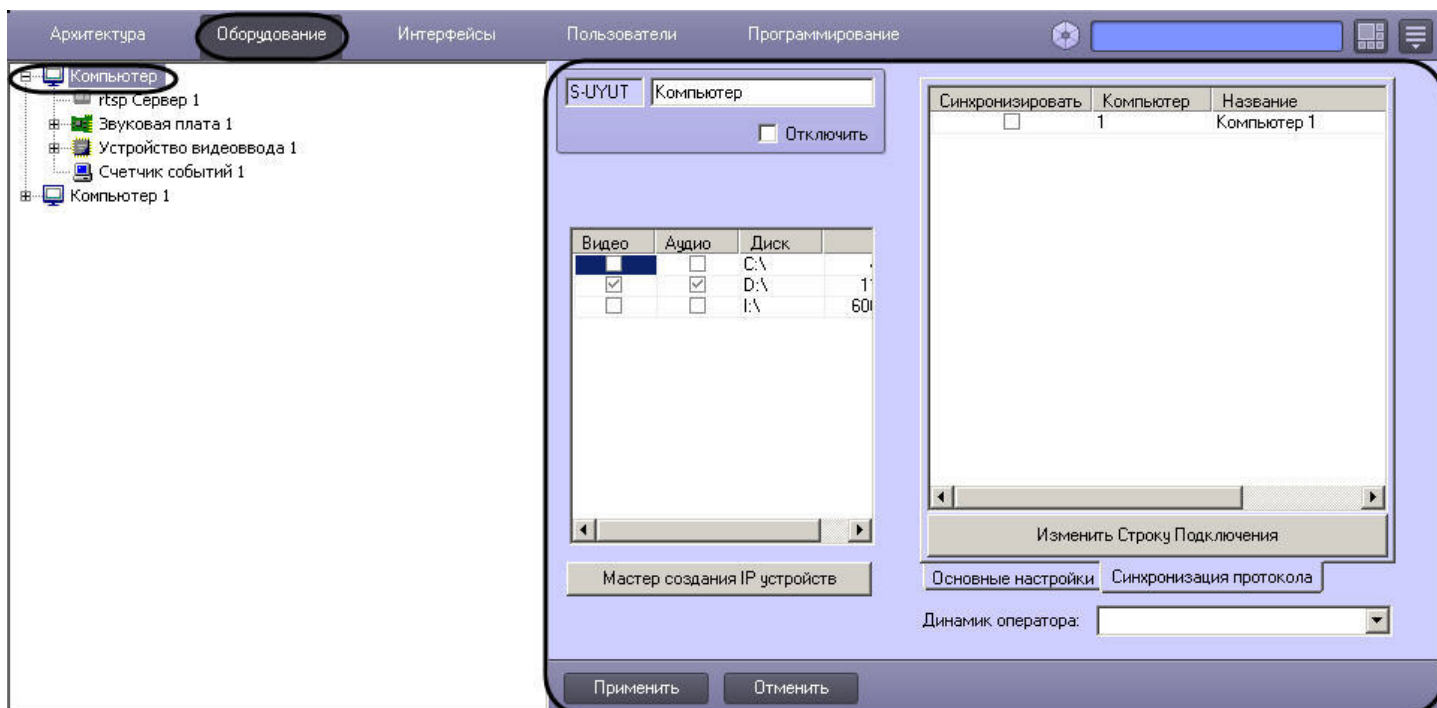 Архитектура Оборудование Интерфейсы Пользователи Программирование
Компьютер
rtsp Сервер 1
Звуковая плата 1
Устройство видеоввода 1
Счетчик событий 1
Компьютер 1
S-UYUT Компьютер
Отключить
Видео Аудио Диск
C:\
D:\ 11
I:\ 600
Мастер создания IP устройств
Синхронизировать Компьютер Название
1 Компьютер 1
Изменить Строку Подключения
Основные настройки Синхронизация протокола
Динамик оператора:
Применить Отменить